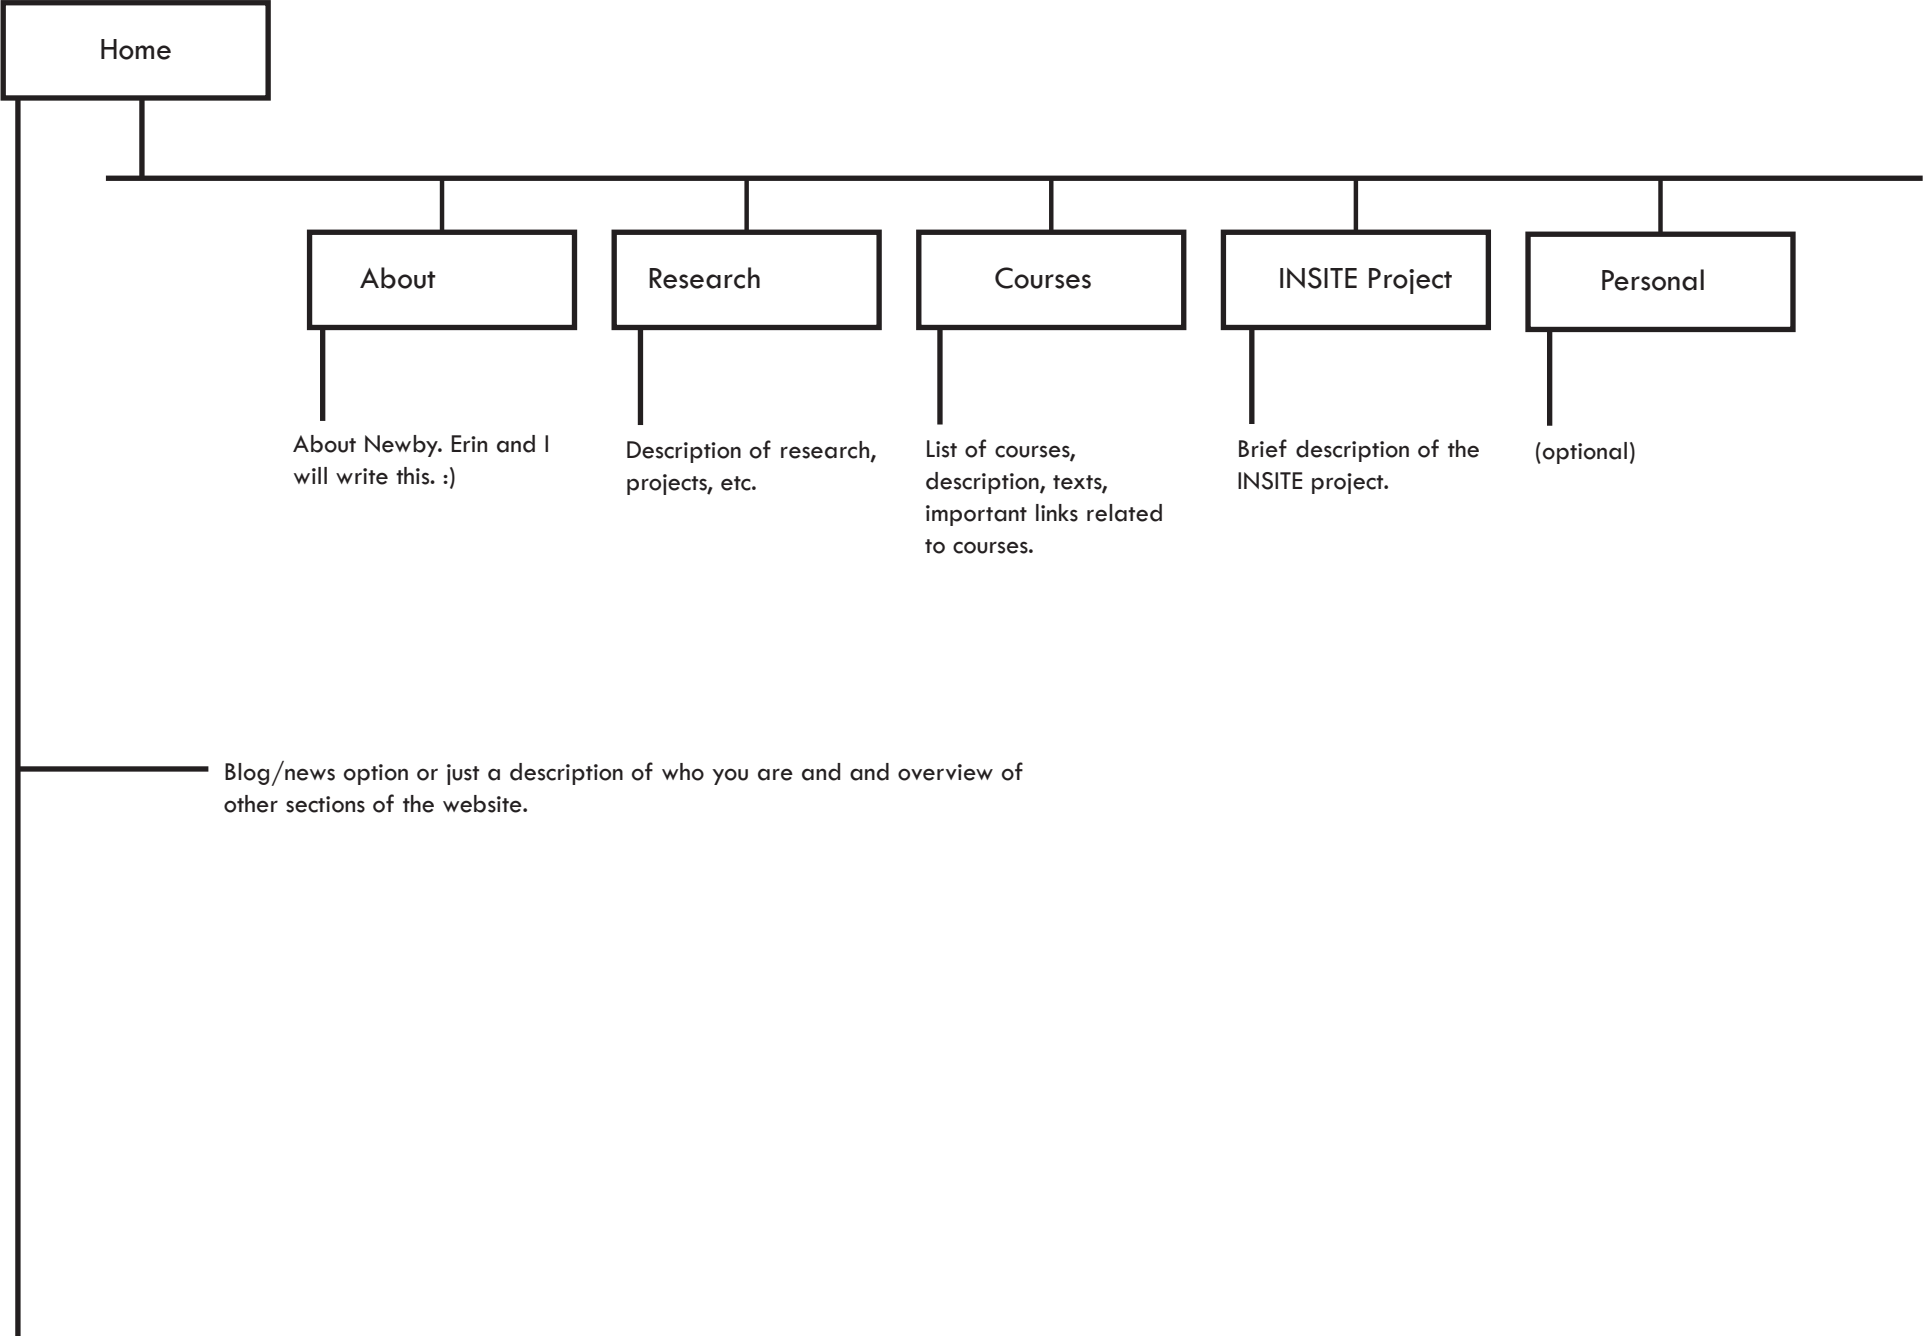 Home
About
Research
Courses
INSITE Project
Personal
About Newby. Erin and I
will write this. :)
Description of research,
projects, etc.
List of courses,
description, texts,
important links related
to courses.
Brief description of the
INSITE project.
(optional)
Blog/news option or just a description of who you are and and overview of
other sections of the website.